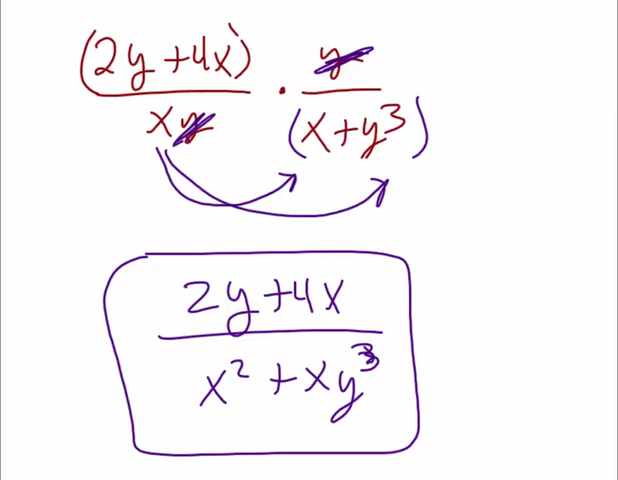 (2y+4x) · y
xy (x+y³)
2y+4x
x² + xy³